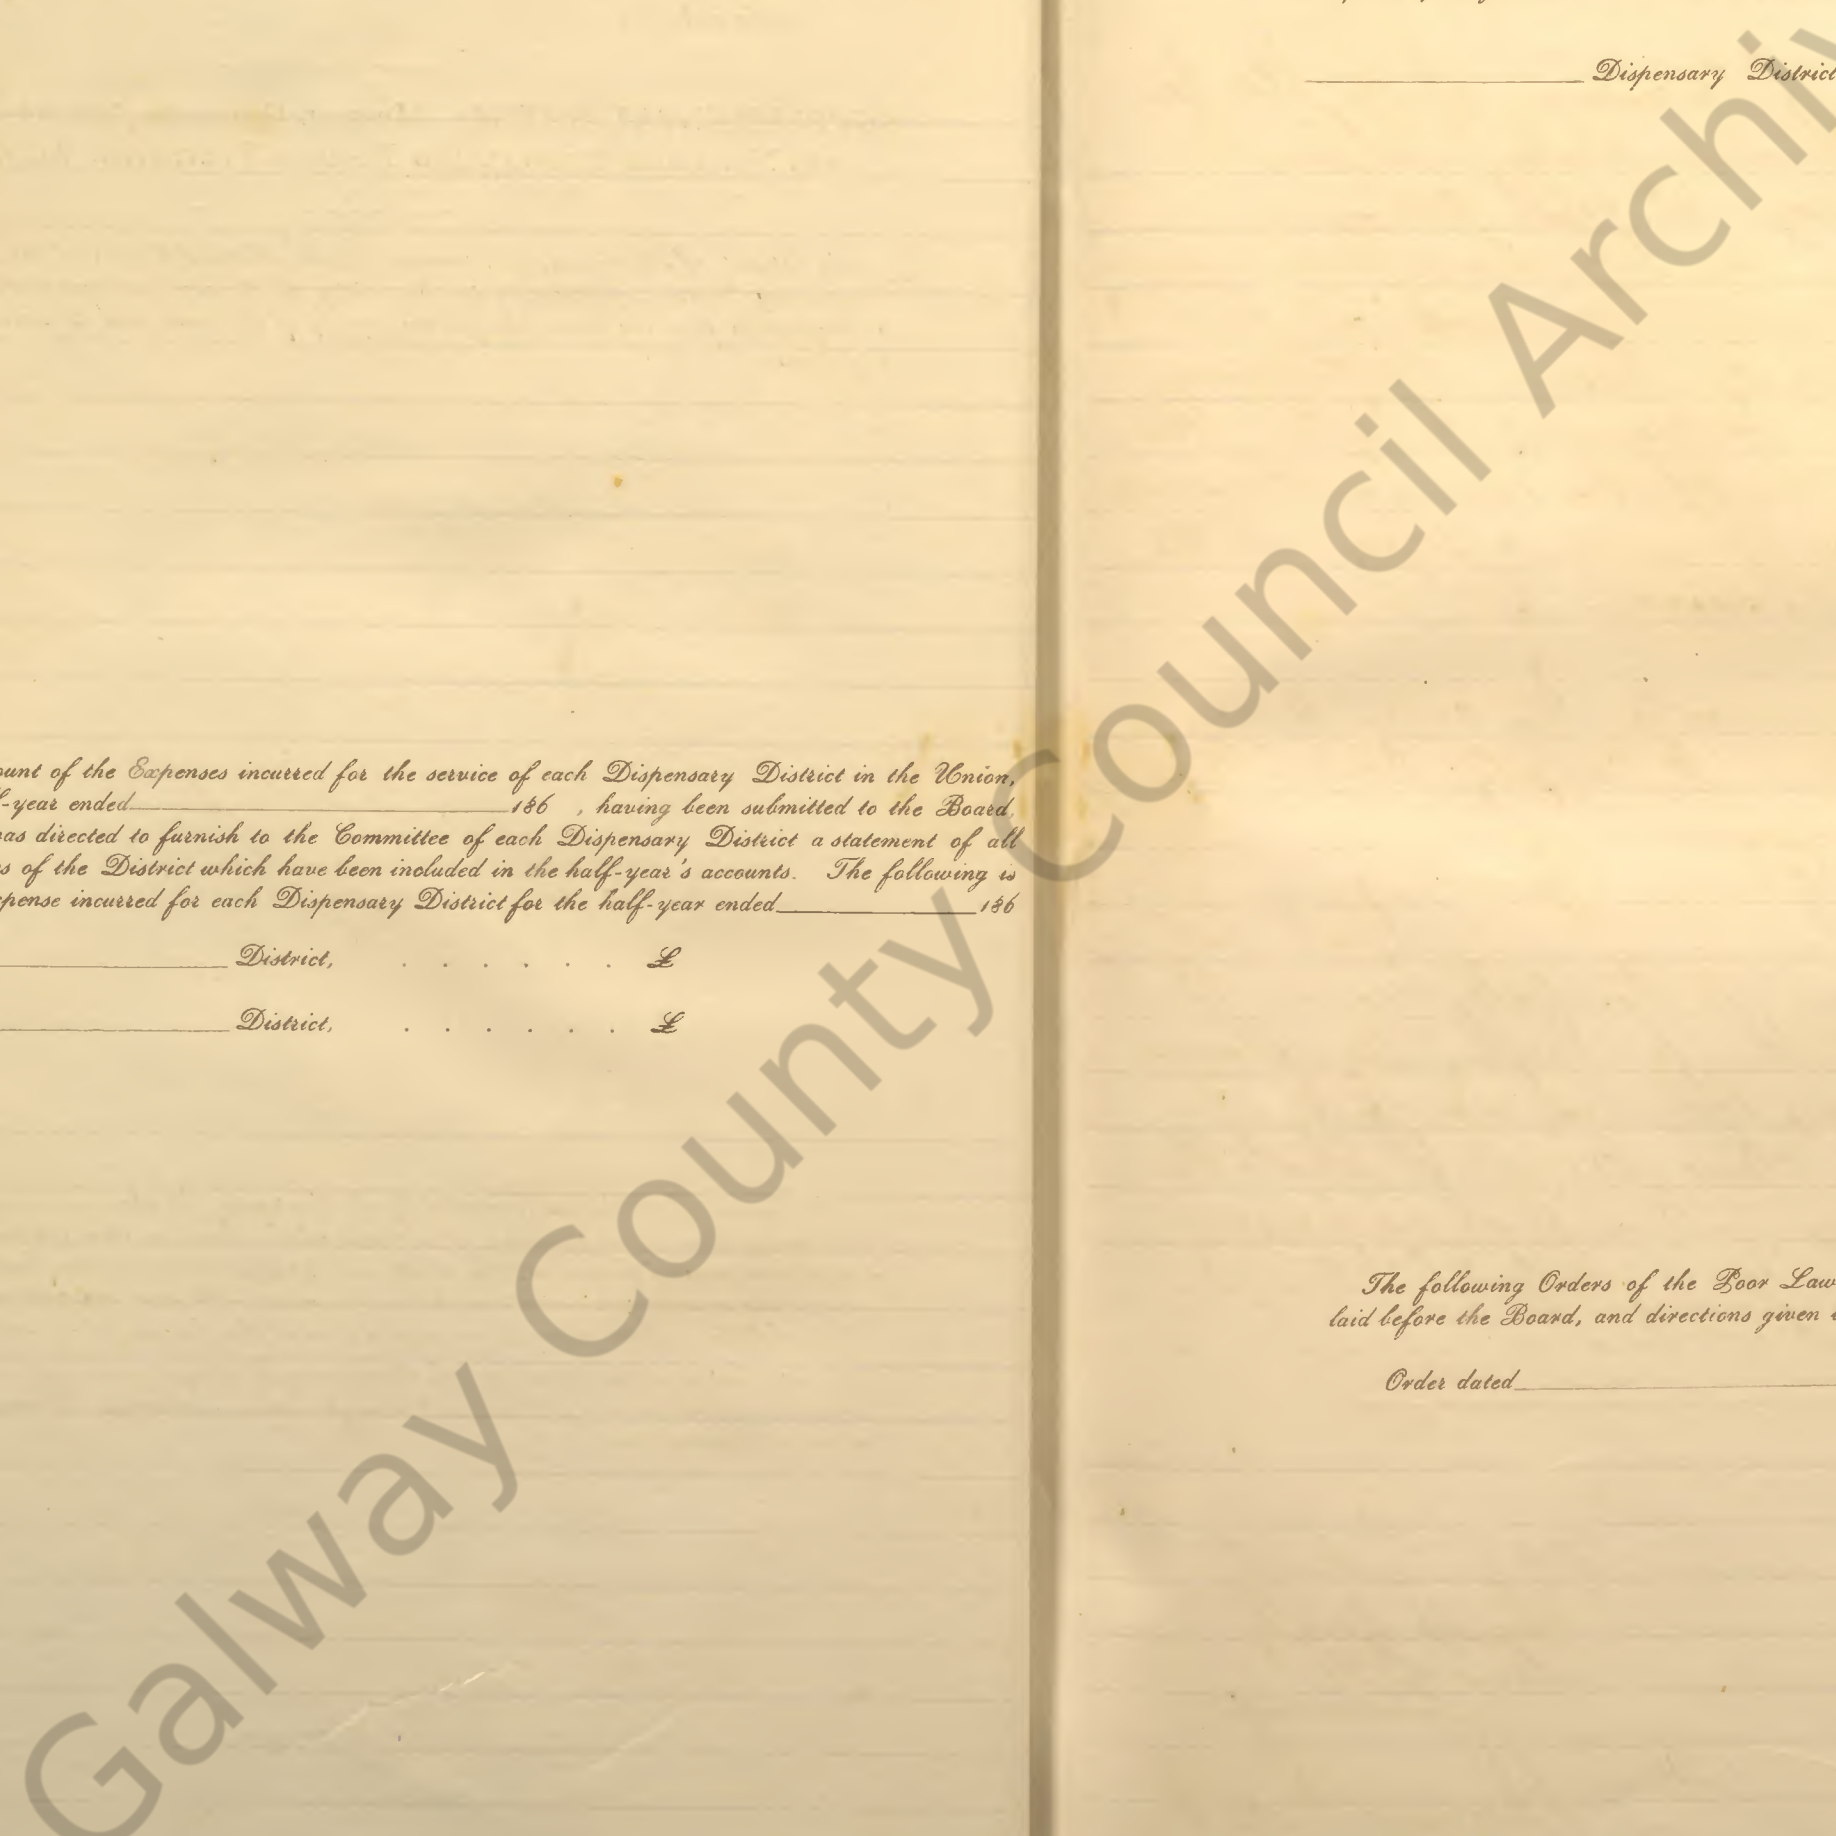 ount of the Expenses incurred for the service of each Dispensary District in the Union,
f-year ended 186 , having been submitted to the Board,
as directed to furnish to the Committee of each Dispensary District a statement of all
s of the District which have been included in the half-year's accounts. The following is
pense incurred for each Dispensary District for the half-year ended 186
District, . . . . . . £
District, . . . . . . £
Dispensary District
The following Orders of the Poor Law
laid before the Board, and directions given
Order dated
Galway County Council Archiv